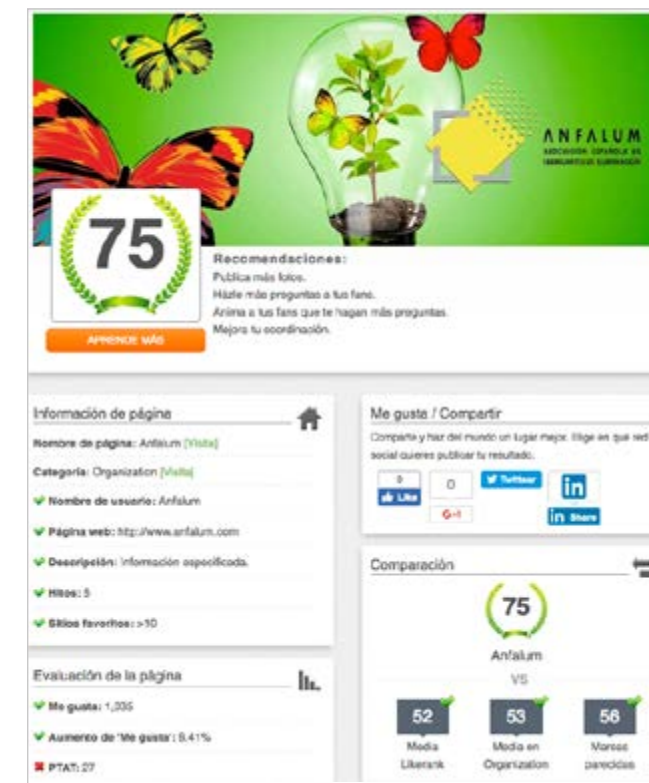 ANFALUM
75
Recomendaciones:
Publica más fotos.
Hazle más preguntas a tus fans.
Anima a tus fans que te hagan más preguntas.
Mejora tu coordinación.
APRENDE MÁS
Información de página
Nombre de página: Anfalum [Visita]
Categoría: Organization [Visita]
Nombre de usuario: Anfalum
Página web: http://www.anfalum.com
Descripción: Información especificada.
Hitos: 5
Sitios favoritos: >10
Evaluación de la página
Me gusta: 1,035
Aumento de 'Me gusta': 8.41%
PTAT: 27
Me gusta / Compartir
Comparte y haz del mundo un lugar mejor. Elige en que red
social quieres publicar tu resultado.
0
Like
0
G+1
Twittear
in
in Share
Comparación
75
Anfalum
VS
52
Media
Likerank
53
Media en
Organization
56
Marcas
parecidas